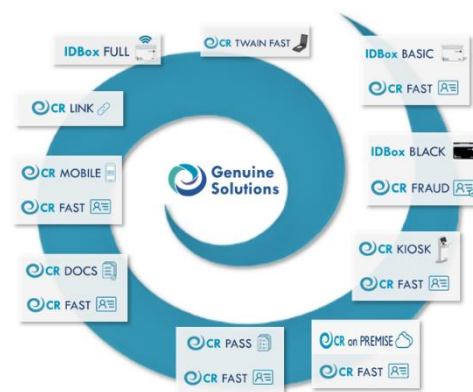 IDBox FULL
OCR TWAIN FAST
IDBox BASIC
OCR FAST
OCR LINK
IDBox BLACK
OCR FRAUD
Genuine
Solutions
OCR MOBILE
OCR FAST
OCR KIOSK
OCR FAST
OCR DOCS
OCR FAST
OCR PASS
OCR FAST
OCR on PREMISE
OCR FAST